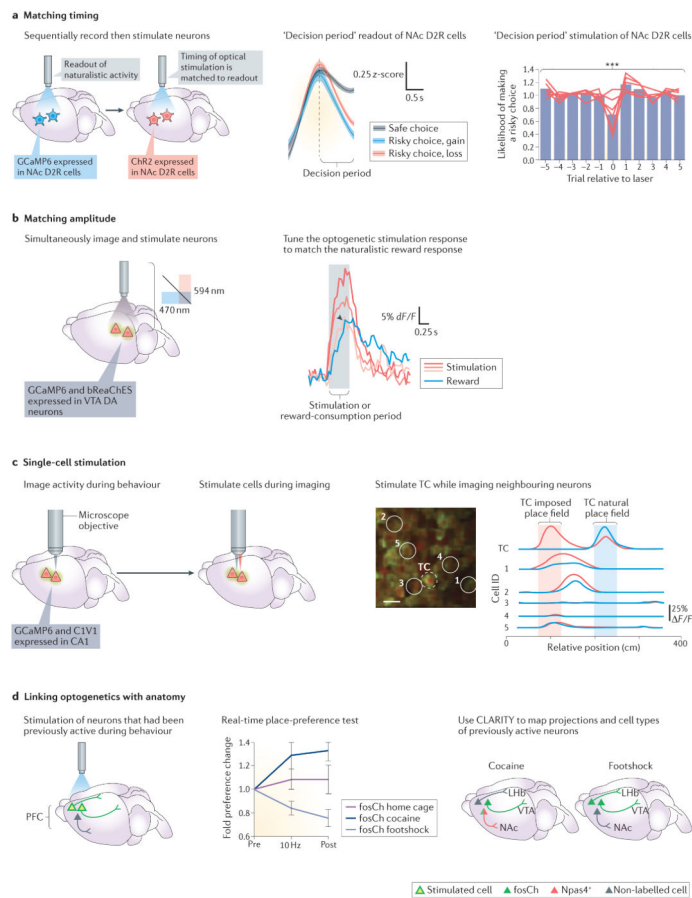 a Matching timing
Sequentially record then stimulate neurons
Readout of
naturalistic activity
Timing of optical
stimulation is
matched to readout
GCaMP6 expressed
in NAc D2R cells
ChR2 expressed
in NAc D2R cells
'Decision period' readout of NAc D2R cells
0.25 z-score
0.5 s
Safe choice
Risky choice, gain
Risky choice, loss
Decision period
'Decision period' stimulation of NAc D2R cells
***
Likelihood of making
a risky choice
1.4
1.2
1.0
0.8
0.6
0.4
0.2
0.0
–5 –4 –3 –2 –1 0 1 2 3 4 5
Trial relative to laser
b Matching amplitude
Simultaneously image and stimulate neurons
594 nm
470 nm
GCaMP6 and bReaChES
expressed in VTA DA
neurons
Tune the optogenetic stimulation response
to match the naturalistic reward response
5% dF/F
0.25 s
Stimulation
Reward
Stimulation or
reward-consumption period
c Single-cell stimulation
Image activity during behaviour
Microscope
objective
GCaMP6 and C1V1
expressed in CA1
Stimulate cells during imaging
Stimulate TC while imaging neighbouring neurons
2
5
4
TC
3
1
TC imposed
place field
TC natural
place field
Cell ID
TC
1
2
3
4
5
25%
ΔF/F
0
400
Relative position (cm)
d Linking optogenetics with anatomy
Stimulation of neurons that had been
previously active during behaviour
PFC
Real-time place-preference test
Fold preference change
1.4
1.2
1.0
0.8
0.6
Pre
10 Hz
Post
fosCh home cage
fosCh cocaine
fosCh footshock
Use CLARITY to map projections and cell types
of previously active neurons
Cocaine
LHb
VTA
NAc
Footshock
LHb
VTA
NAc
Stimulated cell
fosCh
Npas4⁺
Non-labelled cell